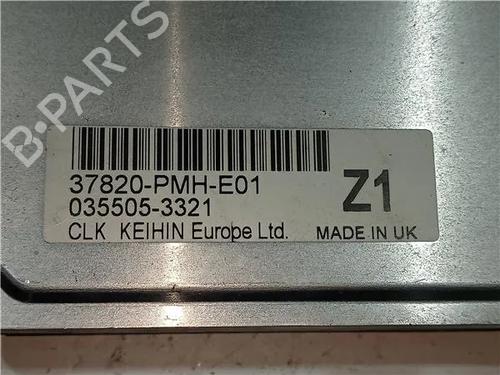 B-PARTS
37820-PMH-E01
035505-3321
Z1
CLK KEIHIN Europe Ltd. MADE IN UK